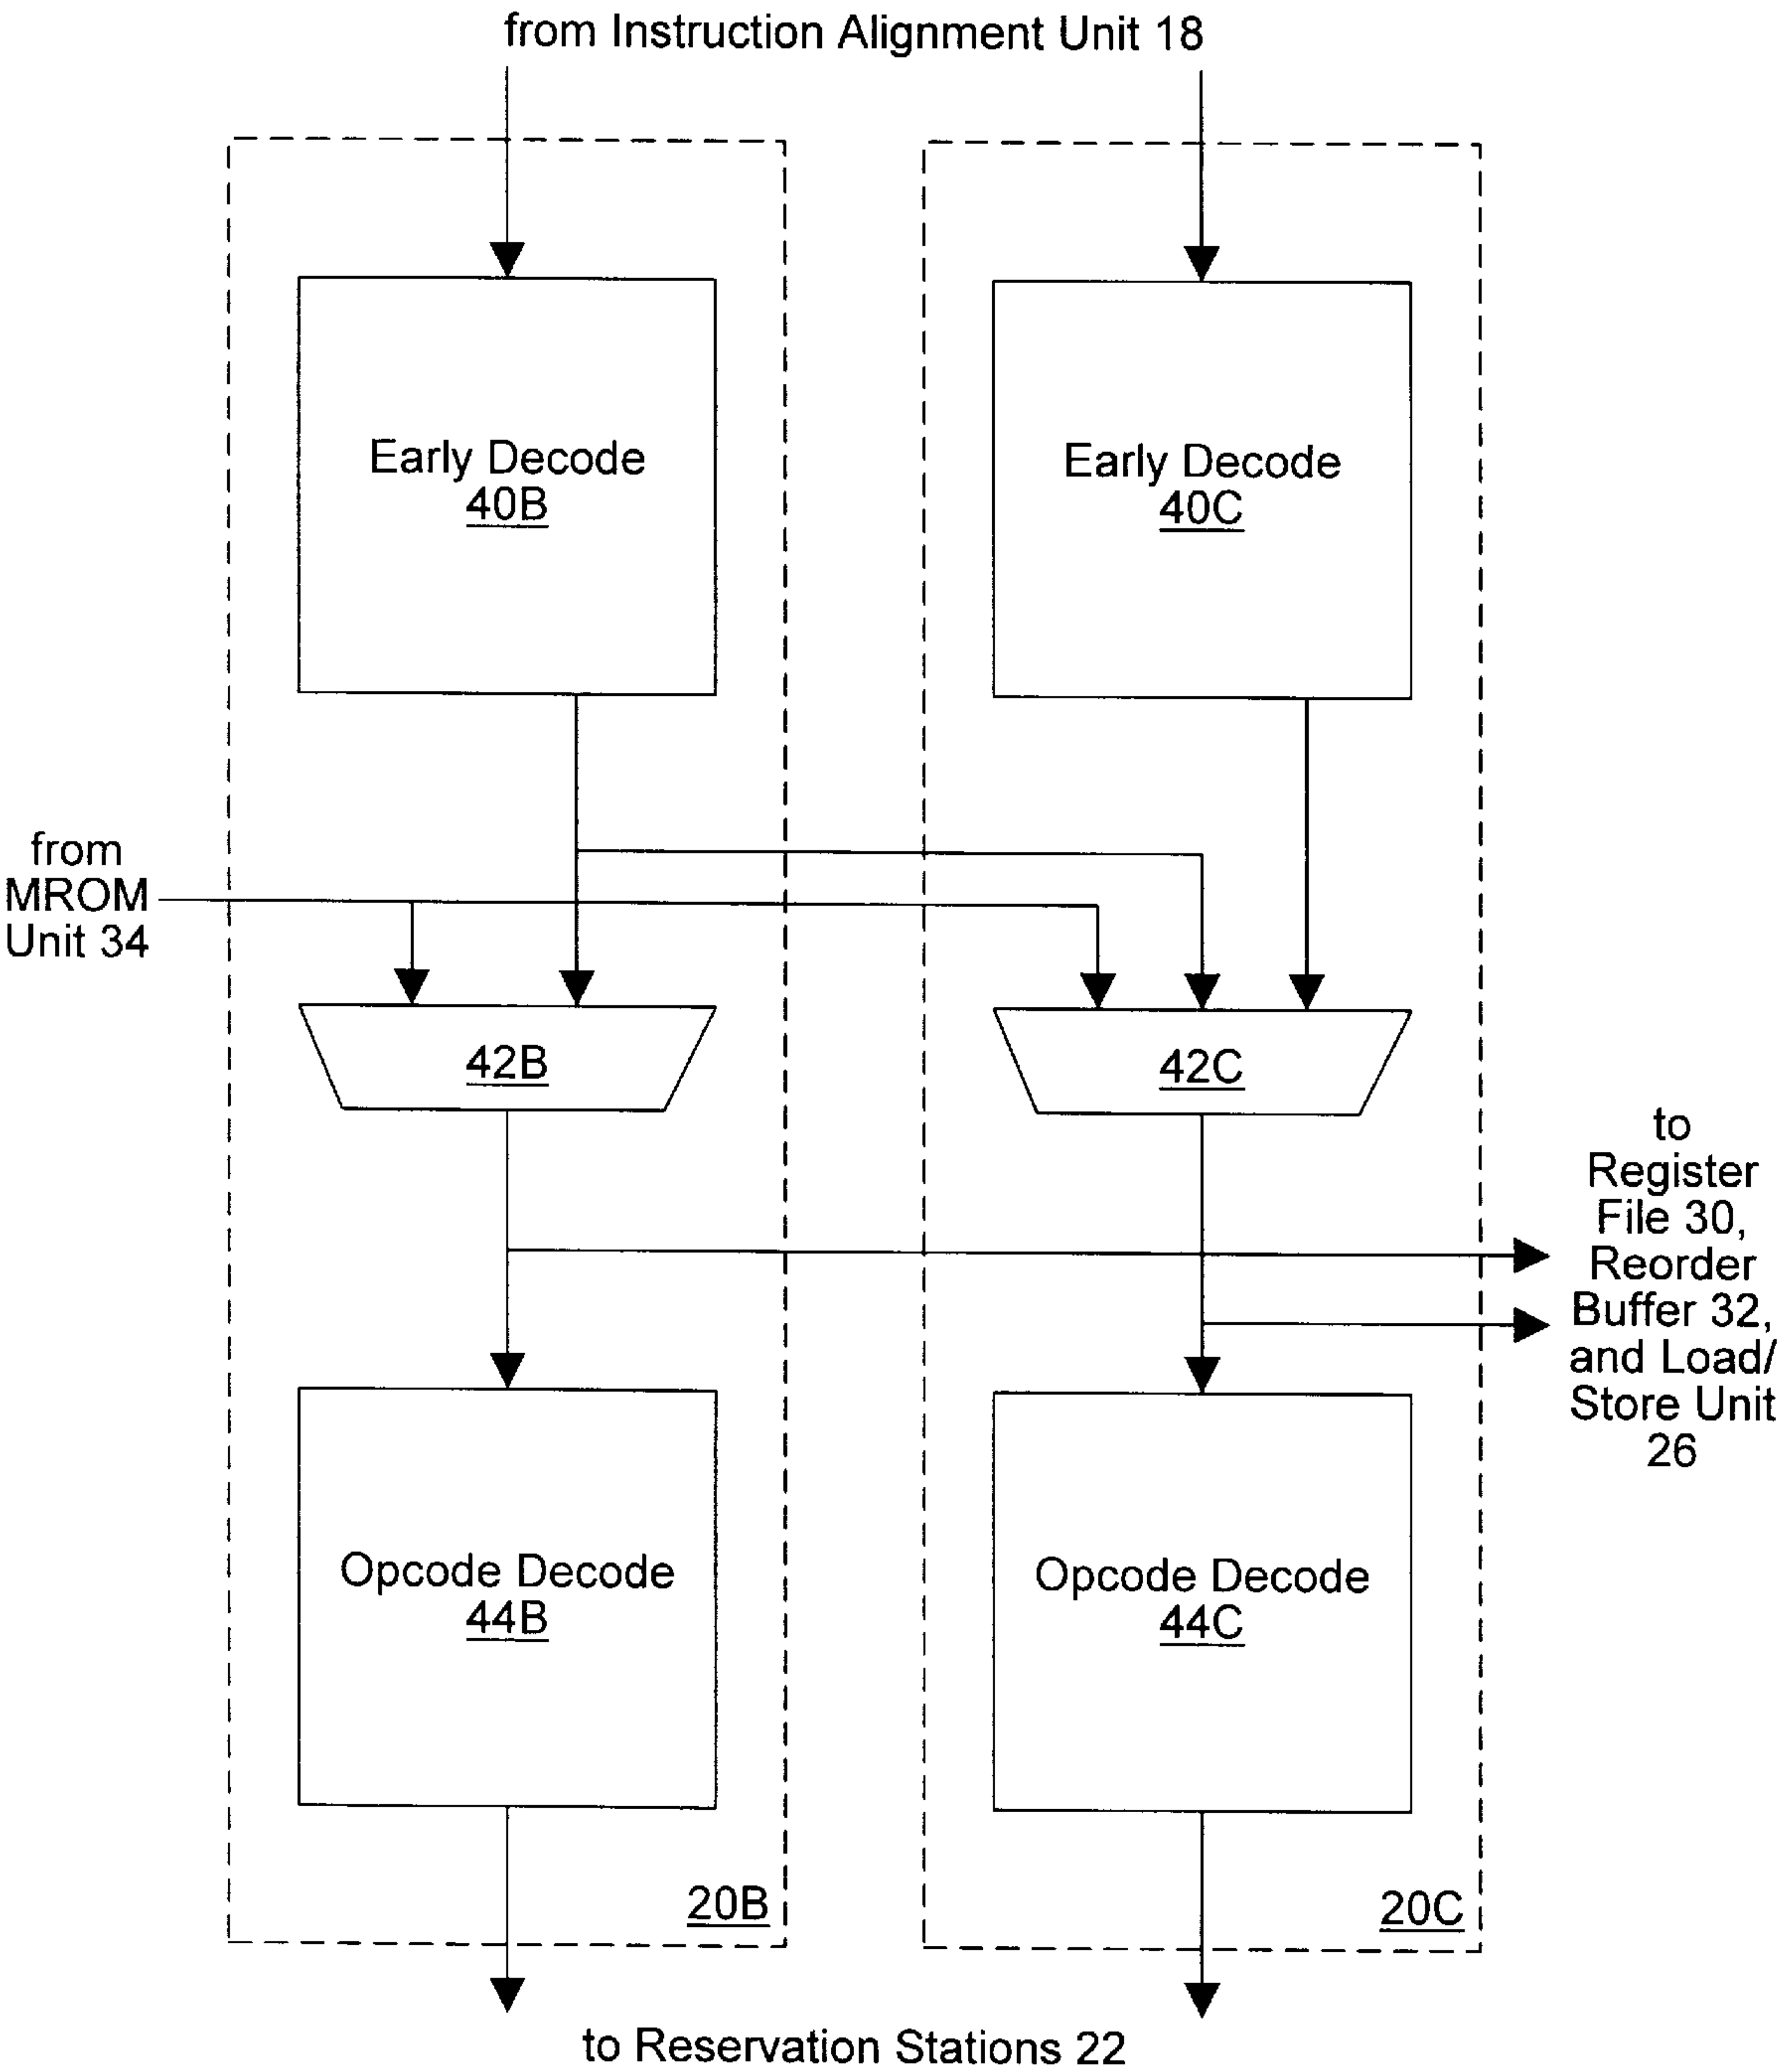 from Instruction Alignment Unit 18
Early Decode
40B
Early Decode
40C
from
MROM
Unit 34
42B
42C
to
Register
File 30,
Reorder
Buffer 32,
and Load/
Store Unit
26
Opcode Decode
44B
Opcode Decode
44C
20B
20C
to Reservation Stations 22